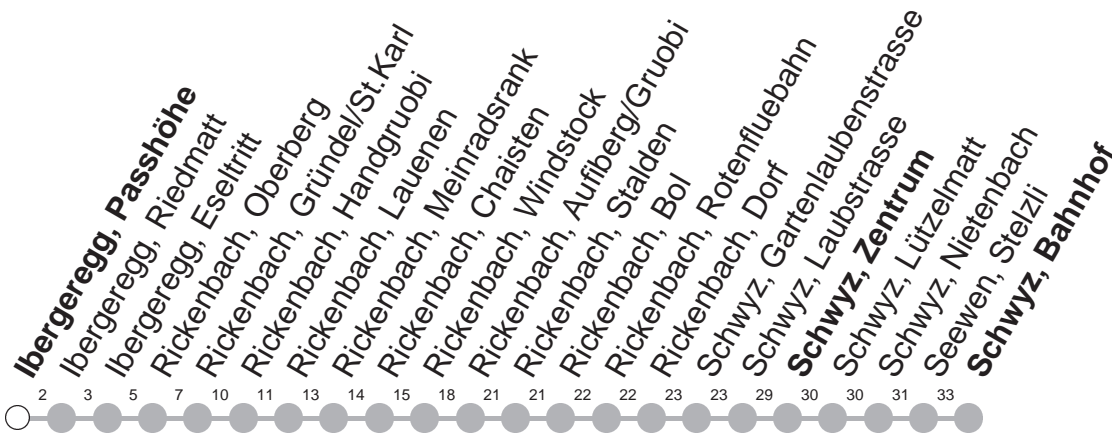 Ibergeregg, Passhöhe
Ibergeregg, Riedmatt
Ibergeregg, Eseltritt
Rickenbach, Oberberg
Rickenbach, Gründel/St.Karl
Rickenbach, Handgruobi
Rickenbach, Lauenen
Rickenbach, Meinradsrank
Rickenbach, Chaisten
Rickenbach, Windstock
Rickenbach, Aufiberg/Gruobi
Rickenbach, Stalden
Rickenbach, Bol
Rickenbach, Rotenfluebahn
Rickenbach, Dorf
Schwyz, Gartenlaubenstrasse
Schwyz, Laubstrasse
Schwyz, Zentrum
Schwyz, Lützelmatt
Schwyz, Nietenbach
Seewen, Stelzli
Schwyz, Bahnhof
2 3 5 7 10 11 13 14 15 18 21 21 22 22 23 23 29 30 30 31 33